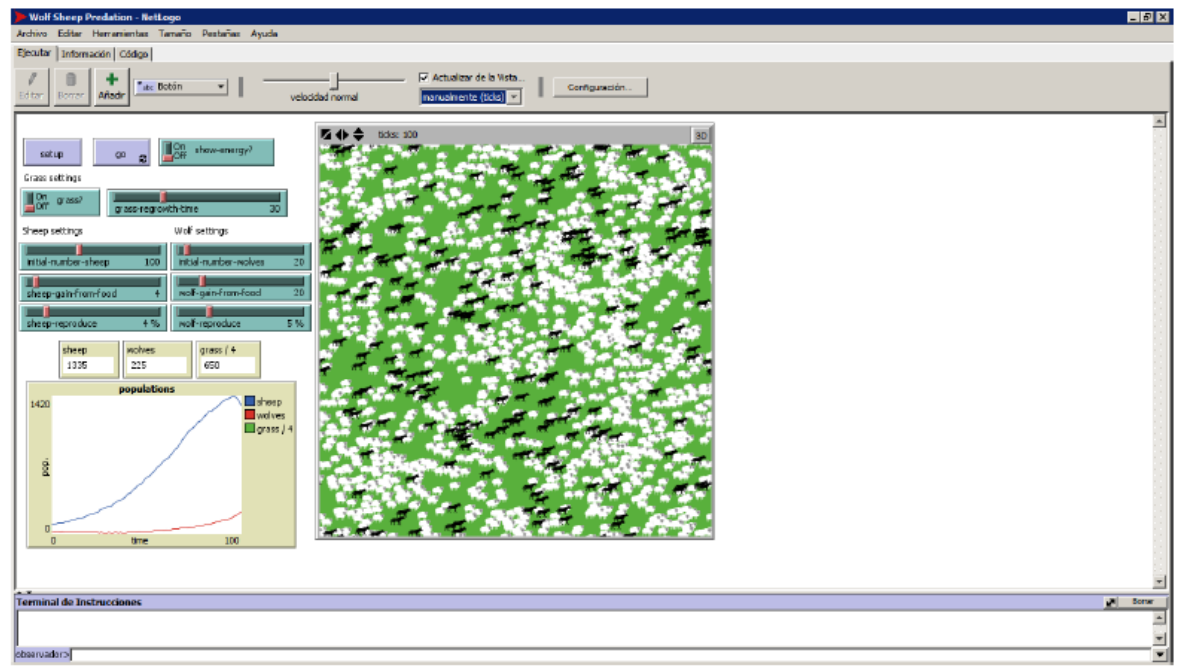 Wolf Sheep Predation - NetLogo
Archivo Editar Herramientas Tamaño Pestañas Ayuda
Ejecutar Información Código
Editar Borrar Añadir abc Botón velocidad normal Actualizar de la Vista... manualmente (ticks) Configuración...
ticks: 100 3D
setup go On Off show-energy?
Grass settings
On Off grass? grass-regrowth-time 30
Sheep settings Wolf settings
initial-number-sheep 100 initial-number-wolves 20
sheep-gain-from-food 4 wolf-gain-from-food 20
sheep-reproduce 4 % wolf-reproduce 5 %
sheep wolves grass / 4
1335 225 650
populations
1420
sheep
wolves
grass / 4
pop.
0
0 time 100
Terminal de Instrucciones Borrar
observador>